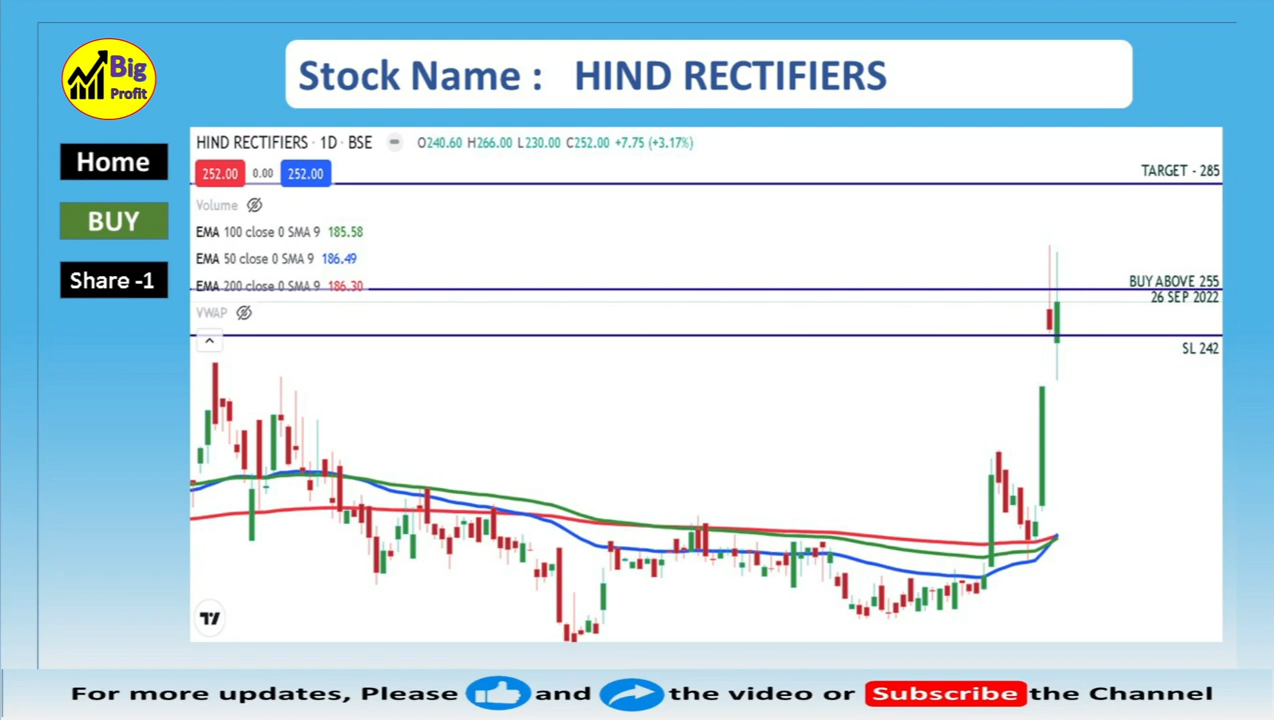 Big
Profit
Stock Name : HIND RECTIFIERS
Home
BUY
Share -1
HIND RECTIFIERS · 1D · BSE O240.60 H266.00 L230.00 C252.00 +7.75 (+3.17%)
252.00 0.00 252.00
TARGET - 285
Volume
EMA 100 close 0 SMA 9 185.58
EMA 50 close 0 SMA 9 186.49
EMA 200 close 0 SMA 9 186.30
VWAP
BUY ABOVE 255
26 SEP 2022
SL 242
For more updates, Please and the video or Subscribe the Channel